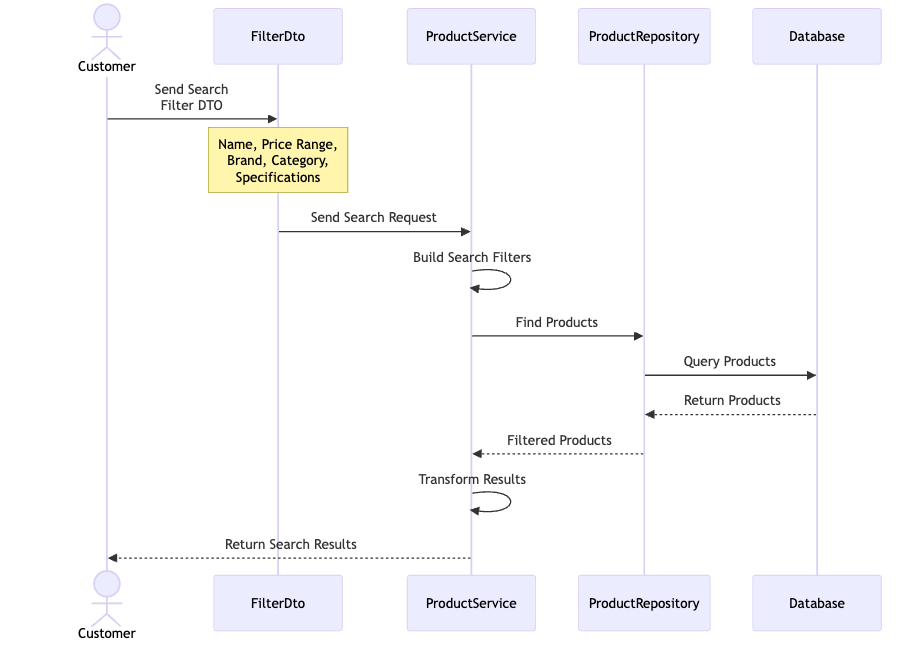 FilterDto
ProductService
ProductRepository
Database
Customer
Send Search
Filter DTO
Name, Price Range,
Brand, Category,
Specifications
Send Search Request
Build Search Filters
Find Products
Query Products
Return Products
Filtered Products
Transform Results
Return Search Results
FilterDto
ProductService
ProductRepository
Database
Customer